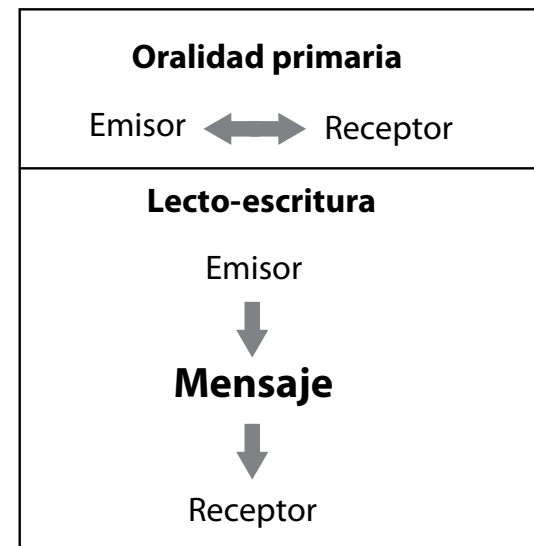 Oralidad primaria
Emisor Receptor
Lecto-escritura
Emisor
Mensaje
Receptor